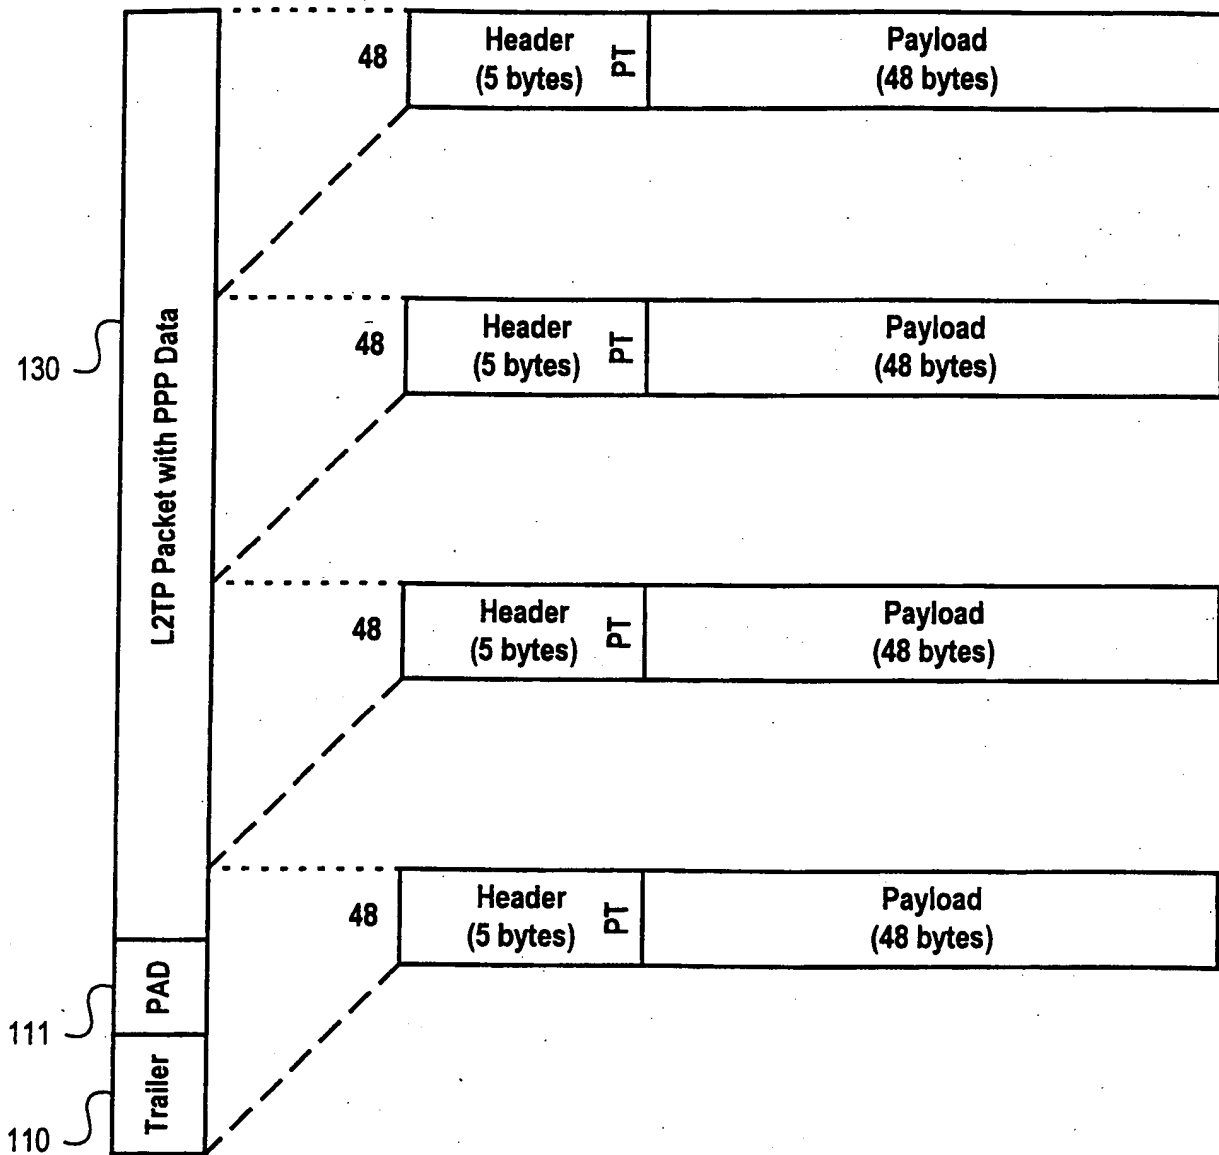 48
Header
(5 bytes)
PT
Payload
(48 bytes)
48
Header
(5 bytes)
PT
Payload
(48 bytes)
130
L2TP Packet with PPP Data
48
Header
(5 bytes)
PT
Payload
(48 bytes)
48
Header
(5 bytes)
PT
Payload
(48 bytes)
PAD
111
Trailer
110